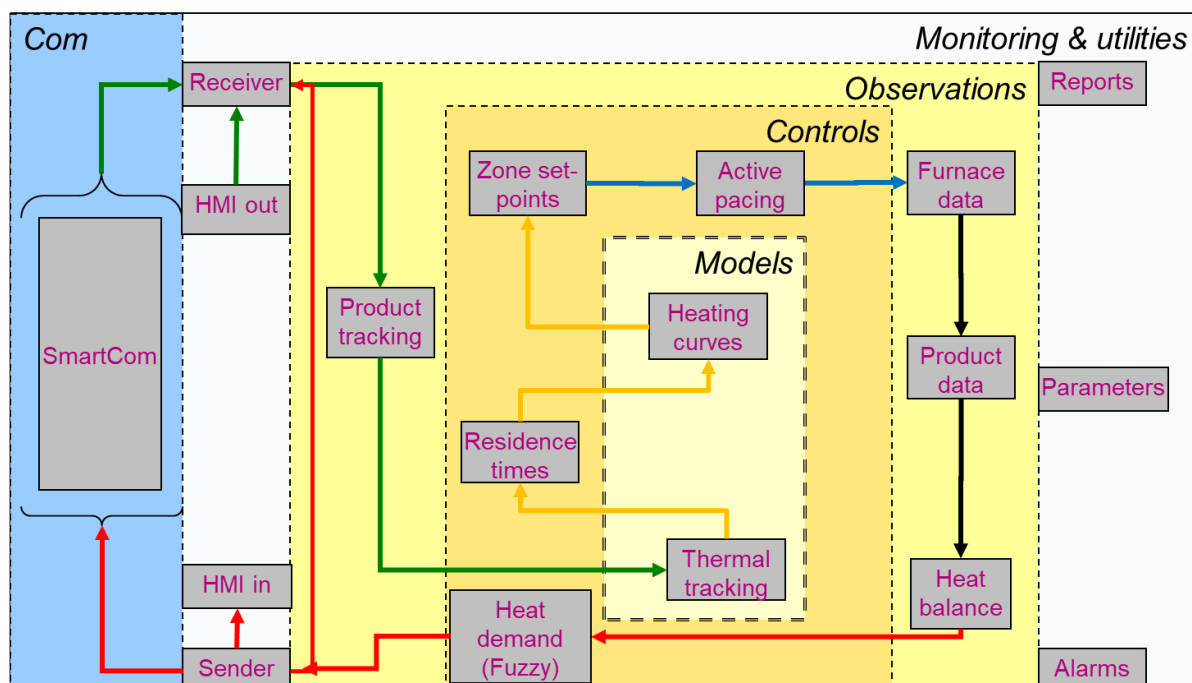 Com
Monitoring & utilities
Receiver
Reports
Observations
Controls
Zone set-
points
Active
pacing
Furnace
data
HMI out
Models
Product
tracking
Heating
curves
SmartCom
Product
data
Parameters
Residence
times
Thermal
tracking
HMI in
Heat
balance
Heat
demand
(Fuzzy)
Sender
Alarms